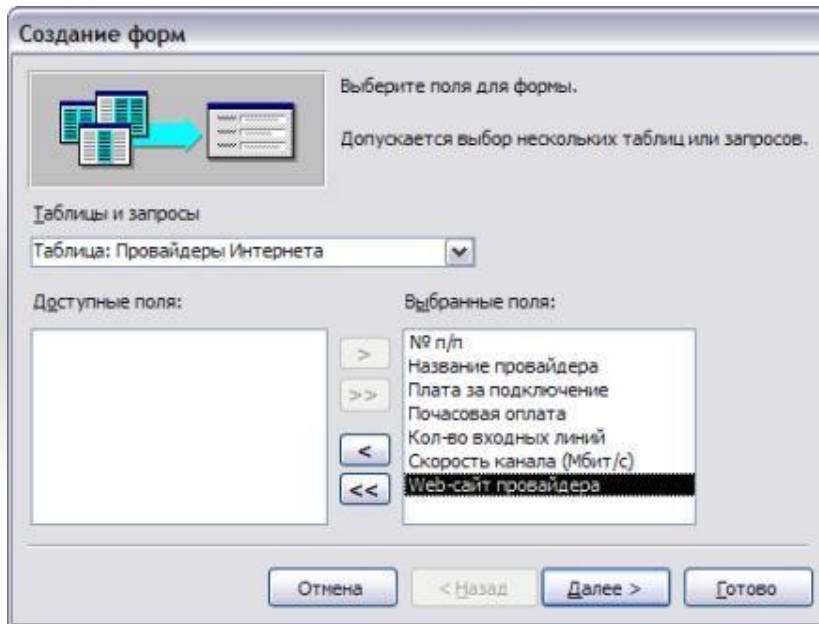 Создание форм
Выберите поля для формы.
Допускается выбор нескольких таблиц или запросов.
Таблицы и запросы
Таблица: Провайдеры Интернета
Доступные поля:
Выбранные поля:
№ п/п
Название провайдера
Плата за подключение
Почасовая оплата
Кол-во входных линий
Скорость канала (Мбит/с)
Web-сайт провайдера
>
>>
<
<<
Отмена
< Назад
Далее >
Готово